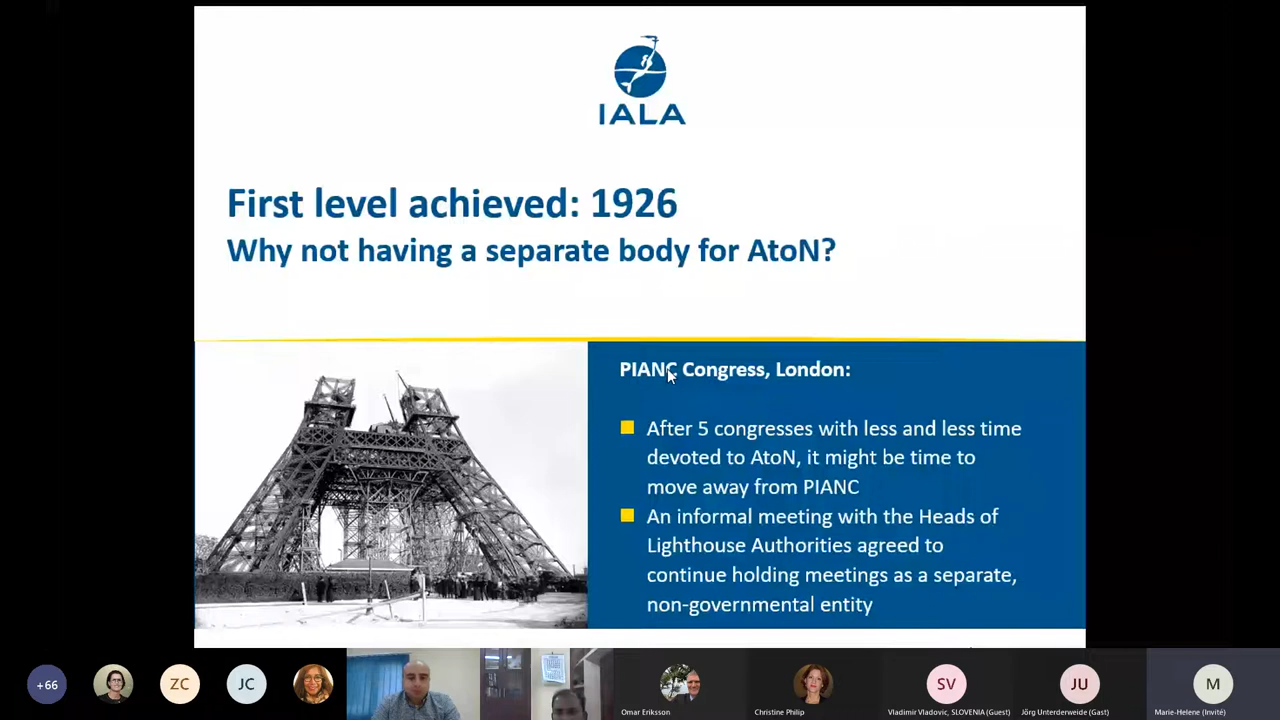 IALA
First level achieved: 1926
Why not having a separate body for AtoN?
PIANC Congress, London:
After 5 congresses with less and less time
devoted to AtoN, it might be time to
move away from PIANC
An informal meeting with the Heads of
Lighthouse Authorities agreed to
continue holding meetings as a separate,
non-governmental entity
+66
ZC
JC
SV
JU
M
Omar Eriksson
Christine Philip
Vladimir Vladovic, SLOVENIA (Guest)
Jörg Unterderweide (Gast)
Marie-Helene (Invité)